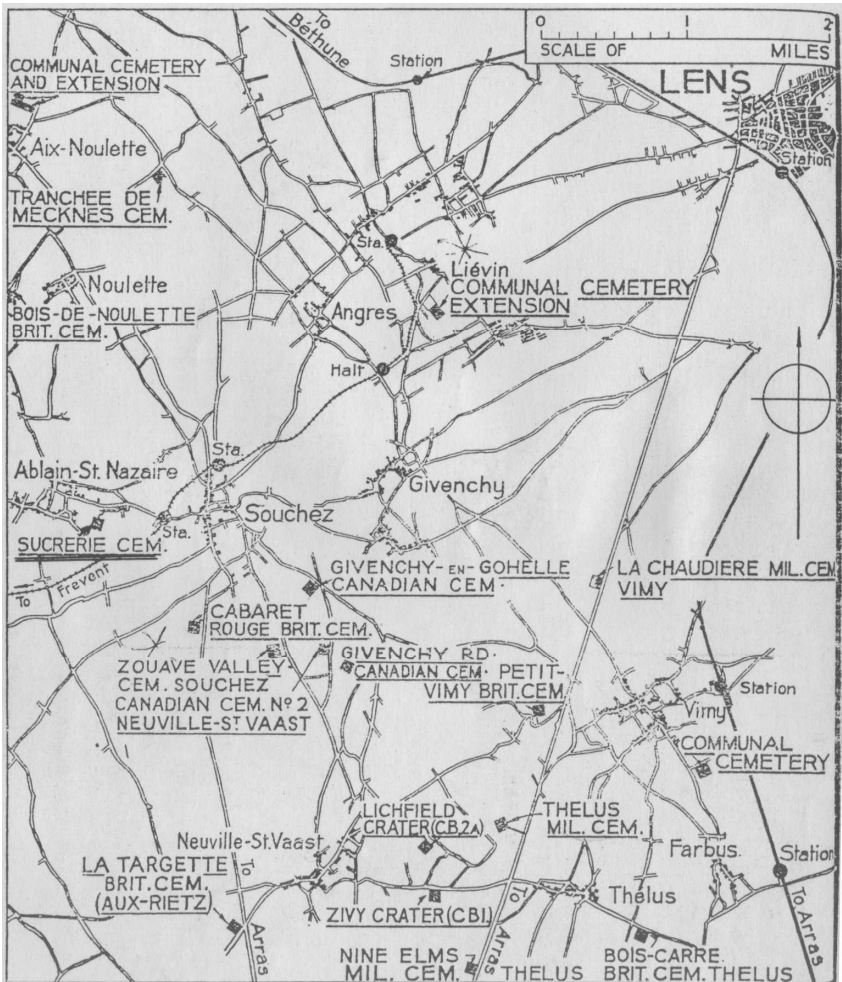 To
Bethune
Station
0 1 2
SCALE OF MILES
COMMUNAL CEMETERY
AND EXTENSION
LENS
Aix-Noulette
Station
TRANCHEE DE
MECKNES CEM.
Sta.
Liévin
COMMUNAL CEMETERY
EXTENSION
Noulette
BOIS-DE-NOULETTE
BRIT. CEM.
Angres
Halt
Ablain-St. Nazaire
Sta.
Givenchy
Souchez
Sta.
SUCRERIE CEM.
To Frevent
GIVENCHY-EN-GOHELLE
CANADIAN CEM.
LA CHAUDIERE MIL. CEM
VIMY
CABARET
ROUGE BRIT. CEM.
ZOUAVE VALLEY
CEM. SOUCHEZ
CANADIAN CEM. Nº 2
NEUVILLE-ST VAAST
GIVENCHY RD.
CANADIAN CEM.
PETIT-
VIMY BRIT. CEM
Station
Vimy
COMMUNAL
CEMETERY
LICHFIELD
CRATER (C.B.2A)
THELUS
MIL. CEM.
Neuville-St. Vaast
Farbus.
Station
LA TARGETTE
BRIT. CEM.
(AUX-RIETZ)
To
Arras
Thélus
ZIVY CRATER (CB1)
To
Arras
To Arras
NINE ELMS
MIL. CEM.
THELUS
BOIS-CARRE
BRIT. CEM. THELUS